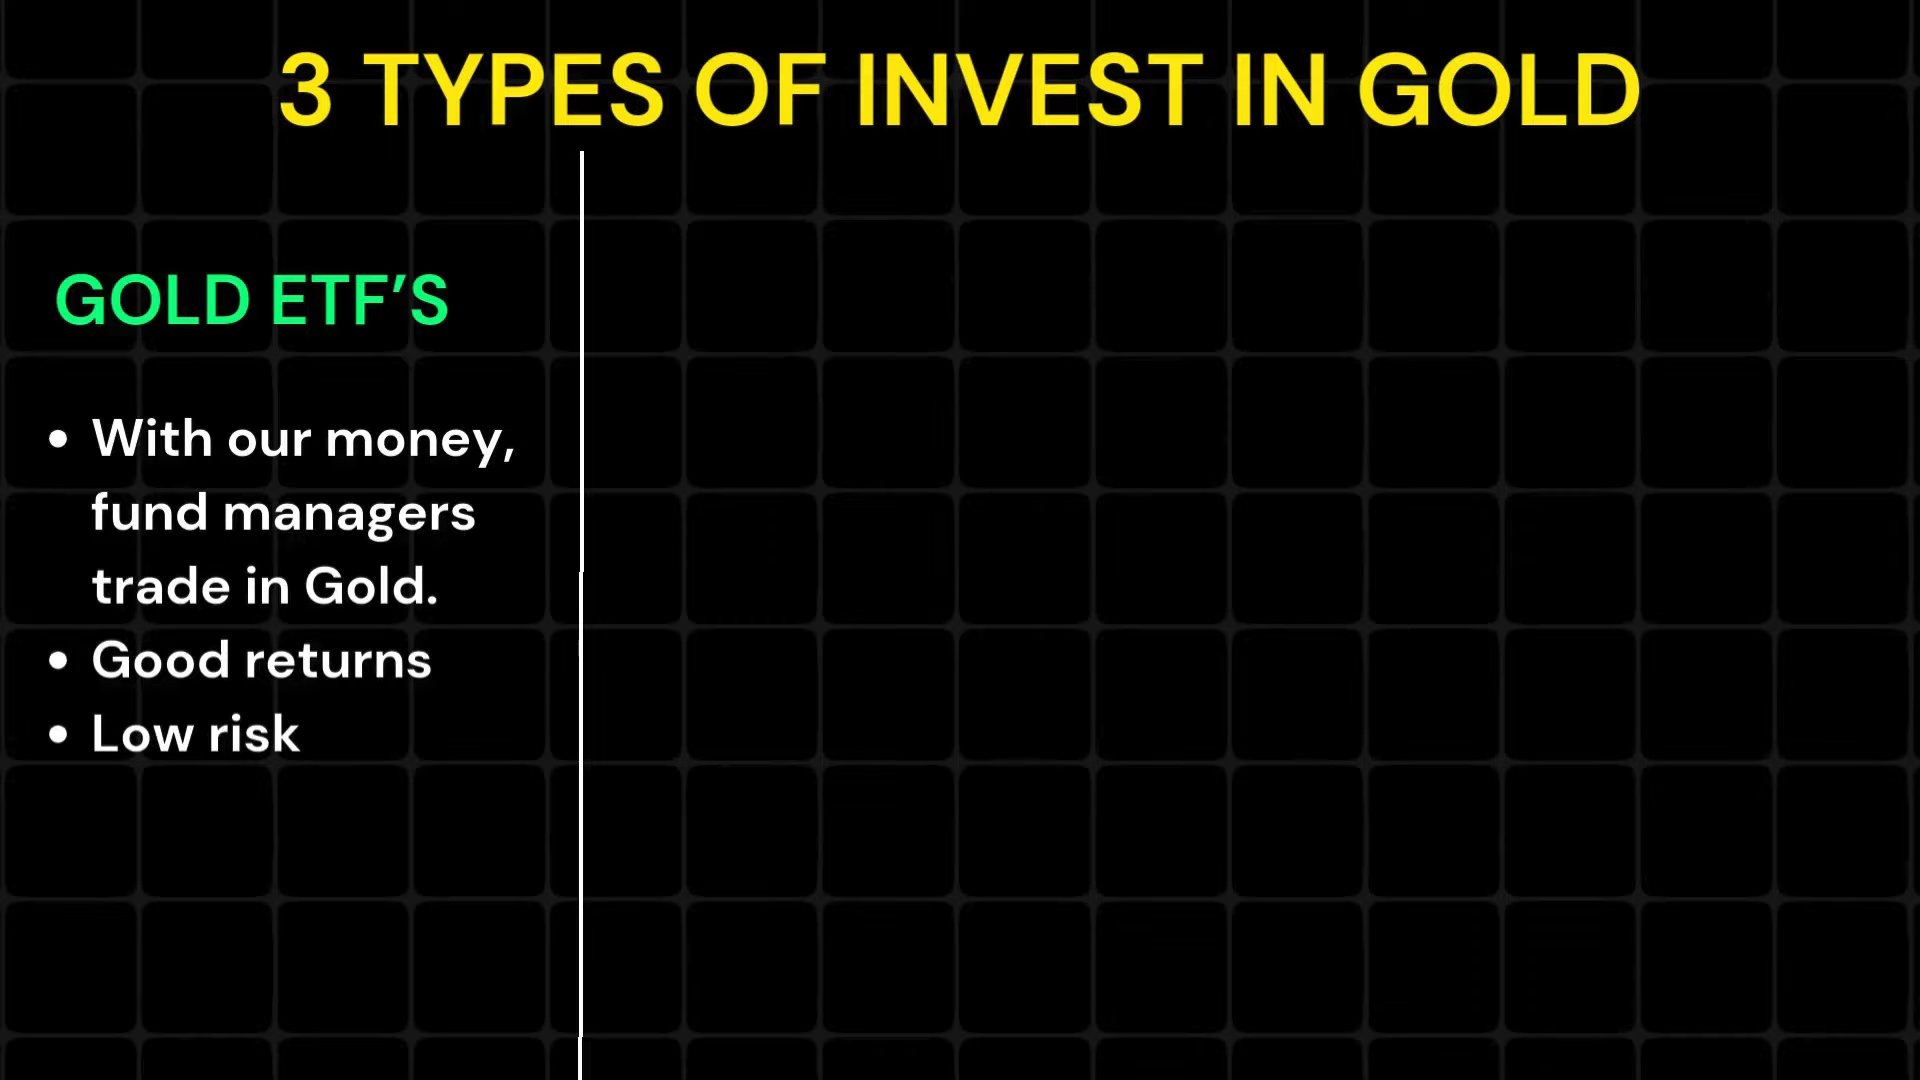 3 TYPES OF INVEST IN GOLD
GOLD ETF’S
• With our money,
fund managers
trade in Gold.
• Good returns
• Low risk